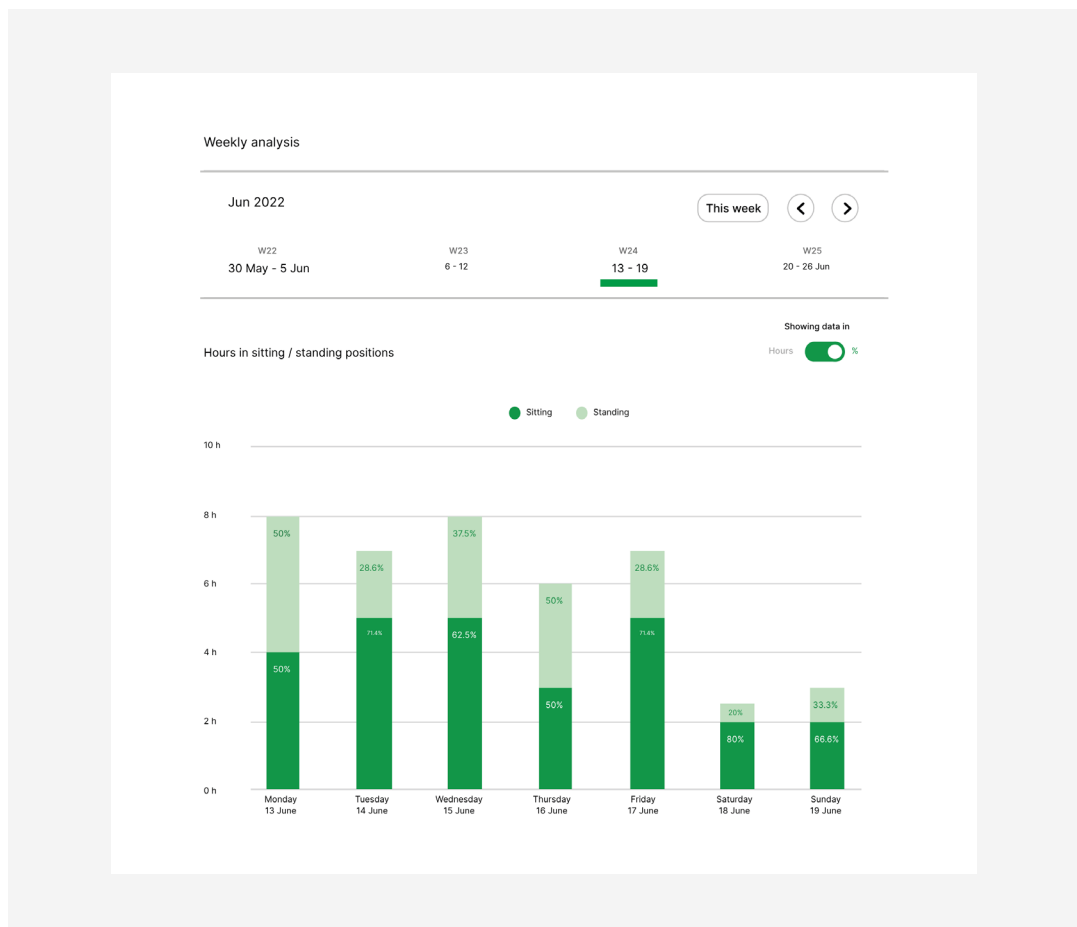 Weekly analysis
Jun 2022
This week
W22 W23 W24 W25
30 May - 5 Jun 6 - 12 13 - 19 20 - 26 Jun
Showing data in
Hours in sitting / standing positions
Hours %
Sitting Standing
10 h
8 h
50% 37.5%
28.6% 28.6%
6 h
50%
71.4% 62.5% 71.4%
4 h
50%
50% 20% 33.3%
2 h
80% 66.6%
0 h
Monday Tuesday Wednesday Thursday Friday Saturday Sunday
13 June 14 June 15 June 16 June 17 June 18 June 19 June